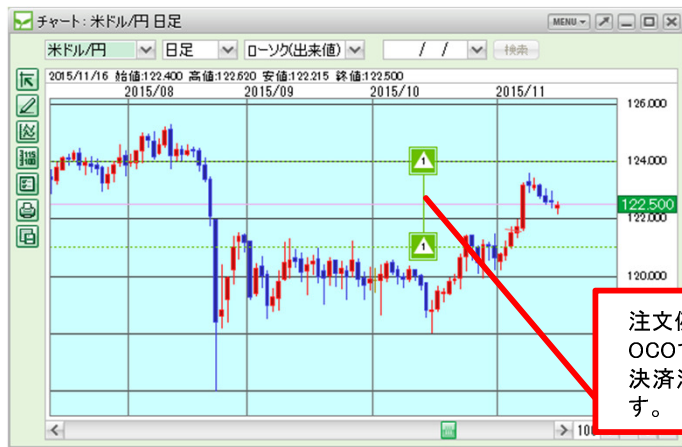 チャート：米ドル/円 日足
MENU
米ドル/円 日足 ローソク(出来値) / / 検索
2015/11/16 始値:122.400 高値:122.620 安値:122.215 終値:122.500
2015/08 2015/09 2015/10 2015/11
126.000
1 124.000
122.500
122.000
1
120.000
注文
OCO
決済
す。